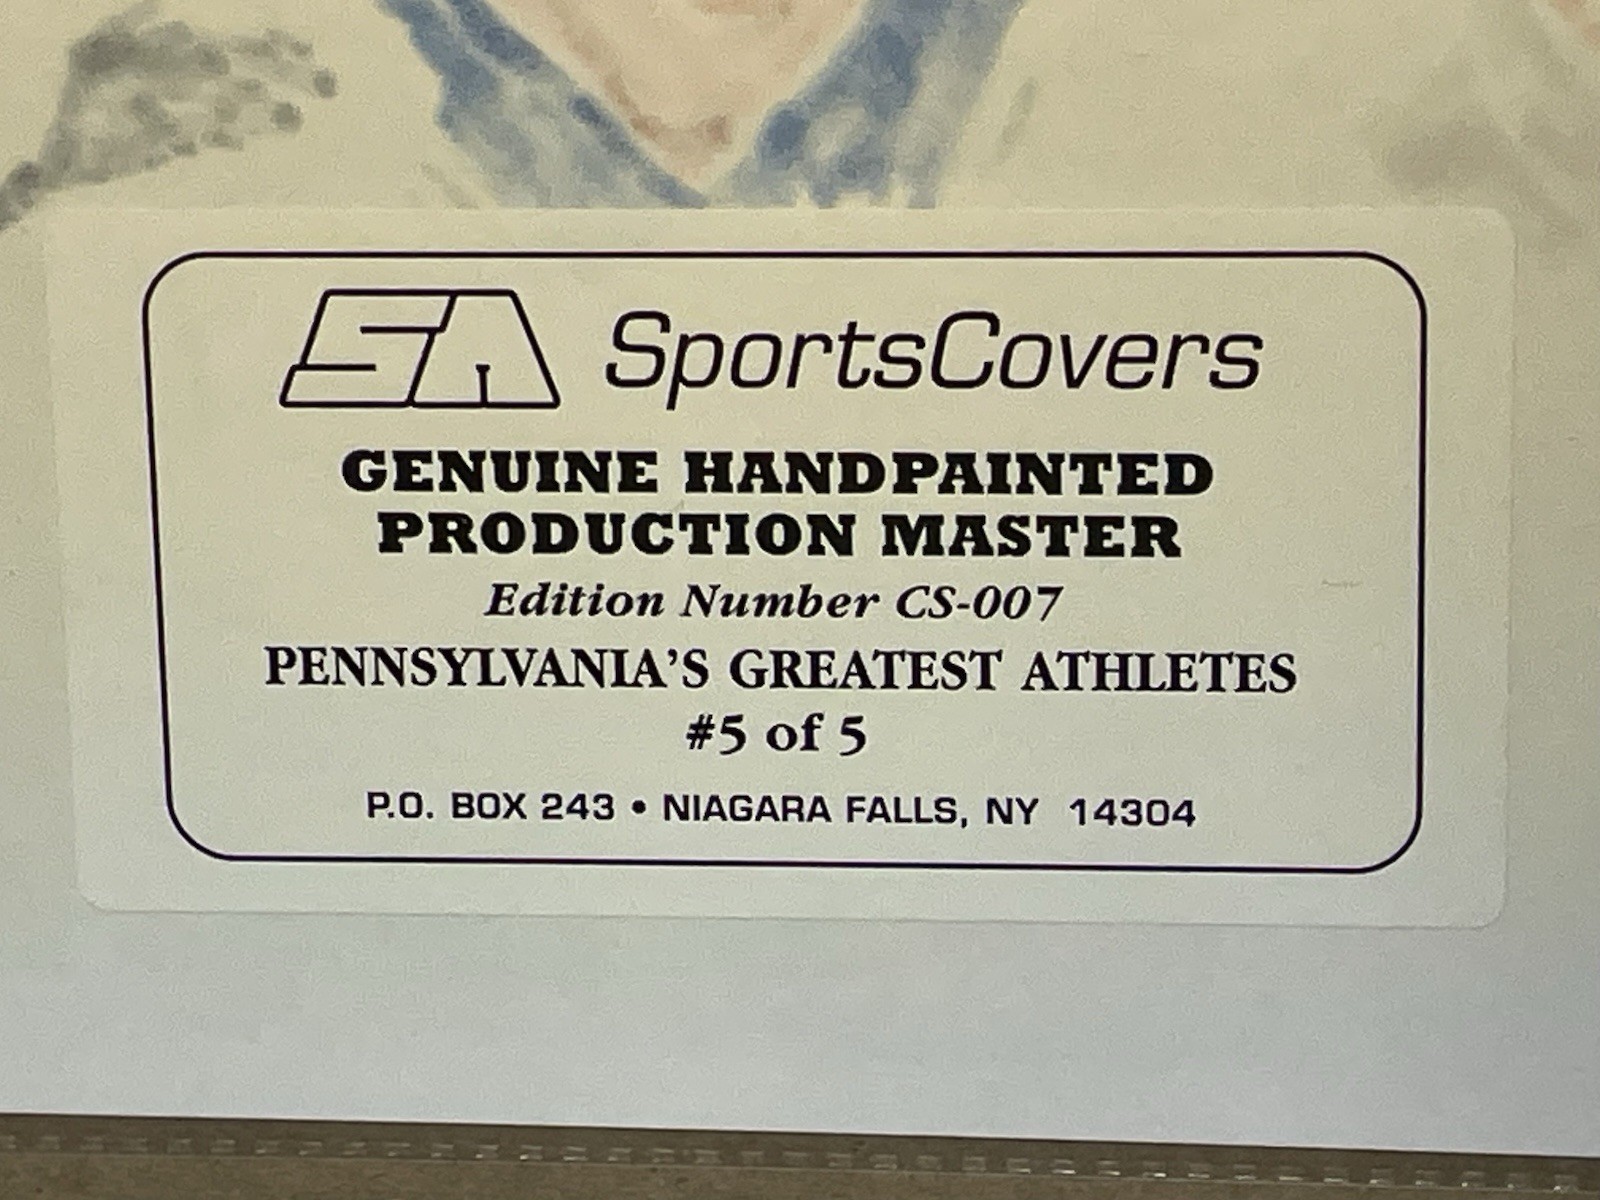 SA SportsCovers
GENUINE HANDPAINTED
PRODUCTION MASTER
Edition Number CS-007
PENNSYLVANIA'S GREATEST ATHLETES
#5 of 5
P.O. BOX 243 • NIAGARA FALLS, NY 14304